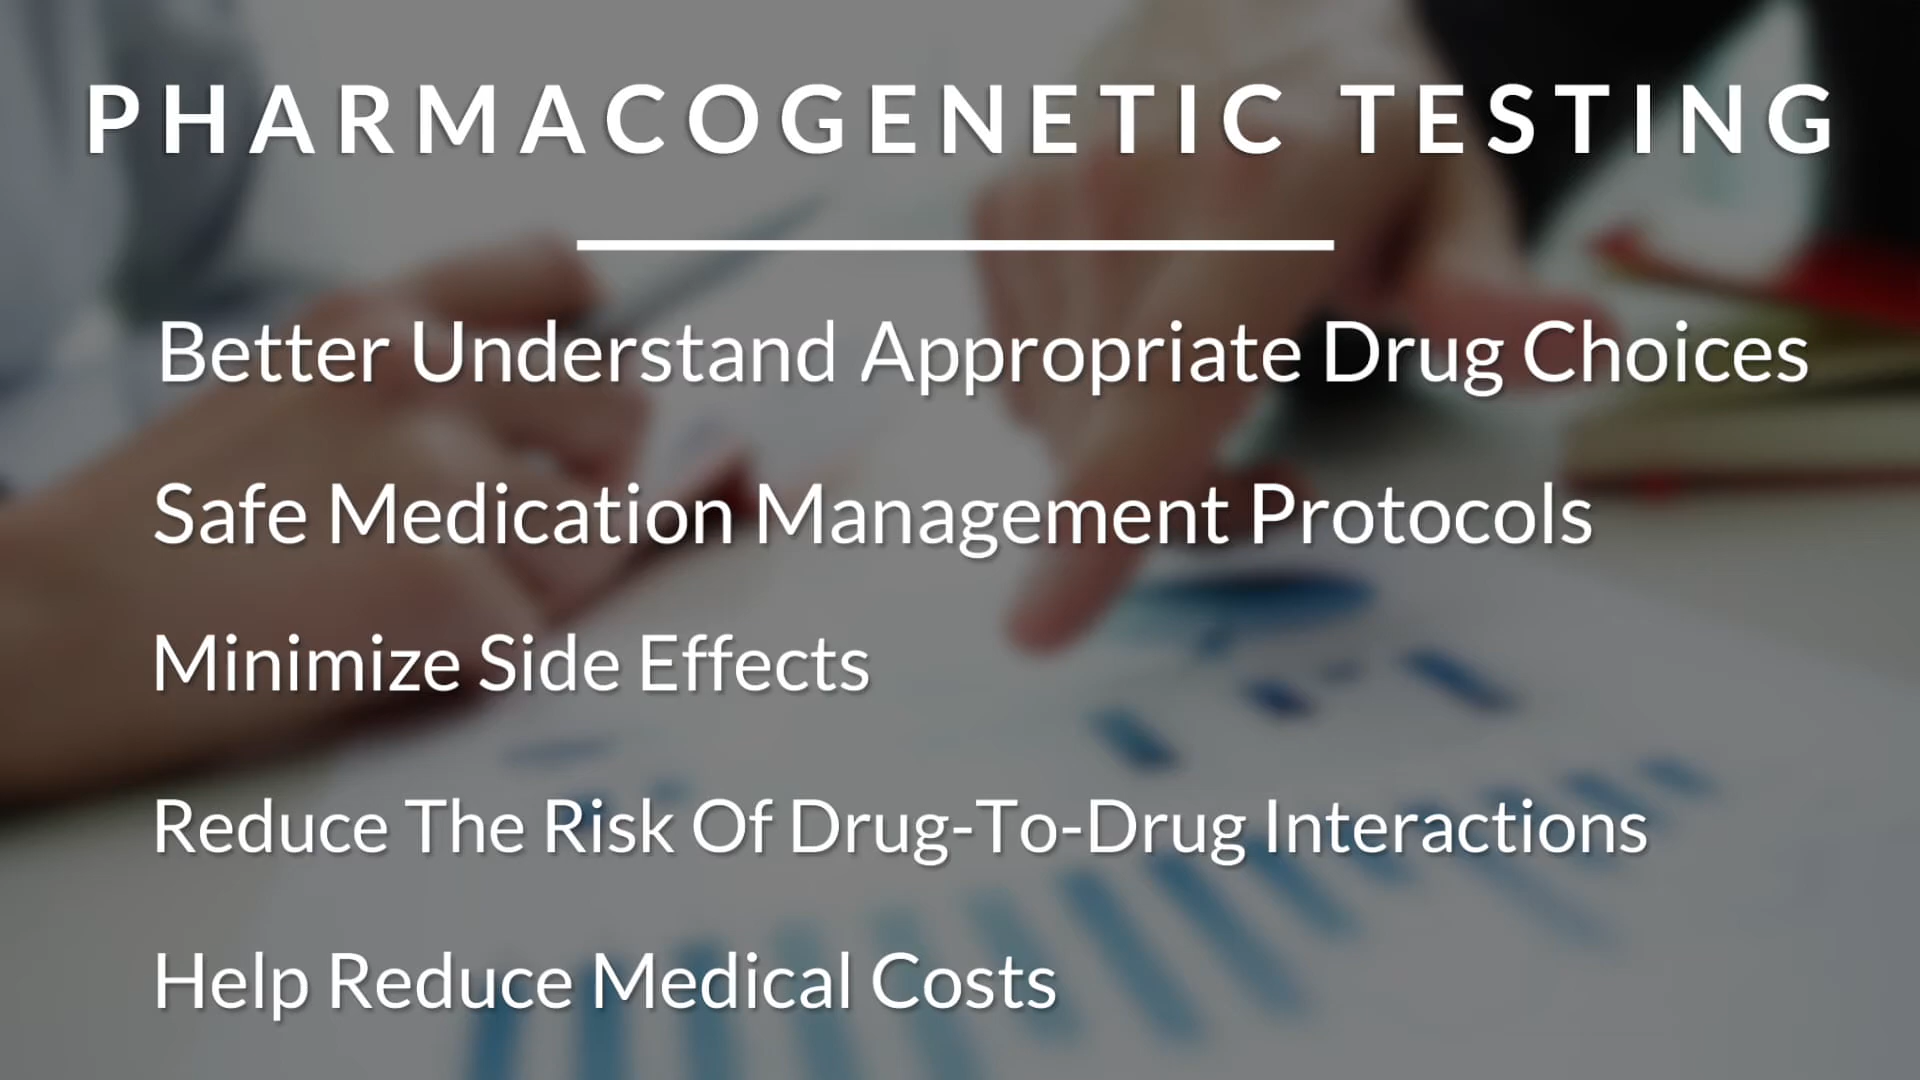 PHARMACOGENETIC TESTING
Better Understand Appropriate Drug Choices
Safe Medication Management Protocols
Minimize Side Effects
Reduce The Risk Of Drug-To-Drug Interactions
Help Reduce Medical Costs